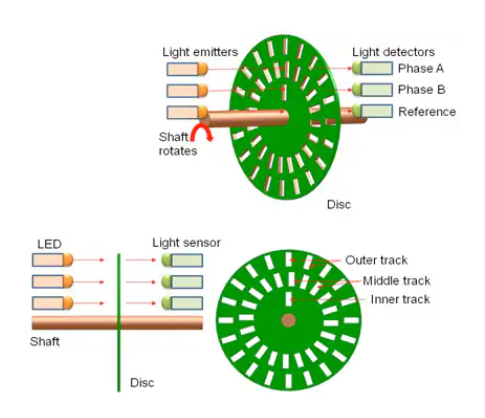 Light emitters
Light detectors
Phase A
Phase B
Reference
Shaft
rotates
Disc
LED
Light sensor
Outer track
Middle track
Inner track
Shaft
Disc